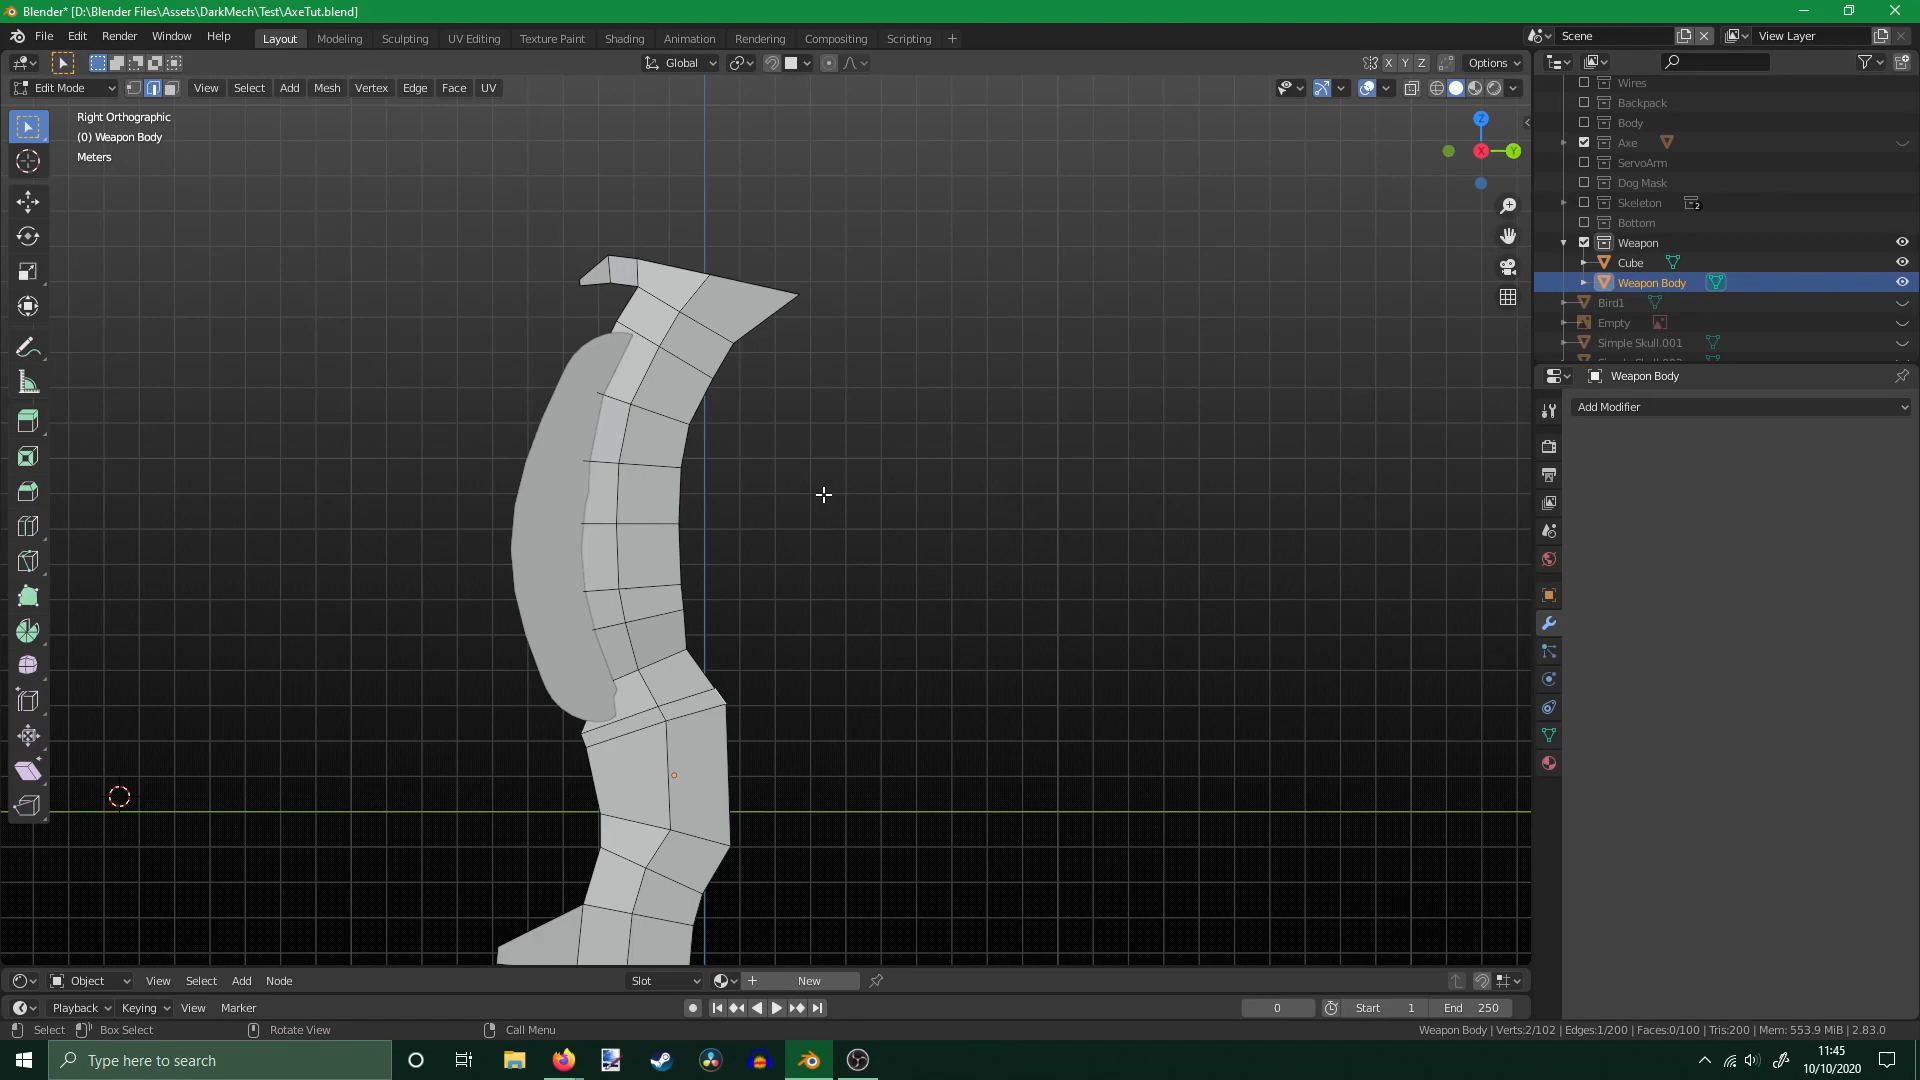 Blender* [D:\Blender Files\Assets\DarkMech\Test\AxeTut.blend]
File Edit Render Window Help
Layout Modeling Sculpting UV Editing Texture Paint Shading Animation Rendering Compositing Scripting +
Scene
View Layer
Global
X Y Z
Options
Edit Mode View Select Add Mesh Vertex Edge Face UV
Right Orthographic
(0) Weapon Body
Meters
Z
X
Y
Wires
Backpack
Body
Axe
ServoArm
Dog Mask
Skeleton 2
Bottom
Weapon
Cube
Weapon Body
Bird1
Empty
Simple Skull.001
Weapon Body
Add Modifier
Object View Select Add Node
Slot
New
Playback Keying View Marker
0
Start 1
End 250
Select Box Select Rotate View Call Menu
Weapon Body | Verts:2/102 | Edges:1/200 | Faces:0/100 | Tris:200 | Mem: 553.9 MiB | 2.83.0
Type here to search
11:45
10/10/2020